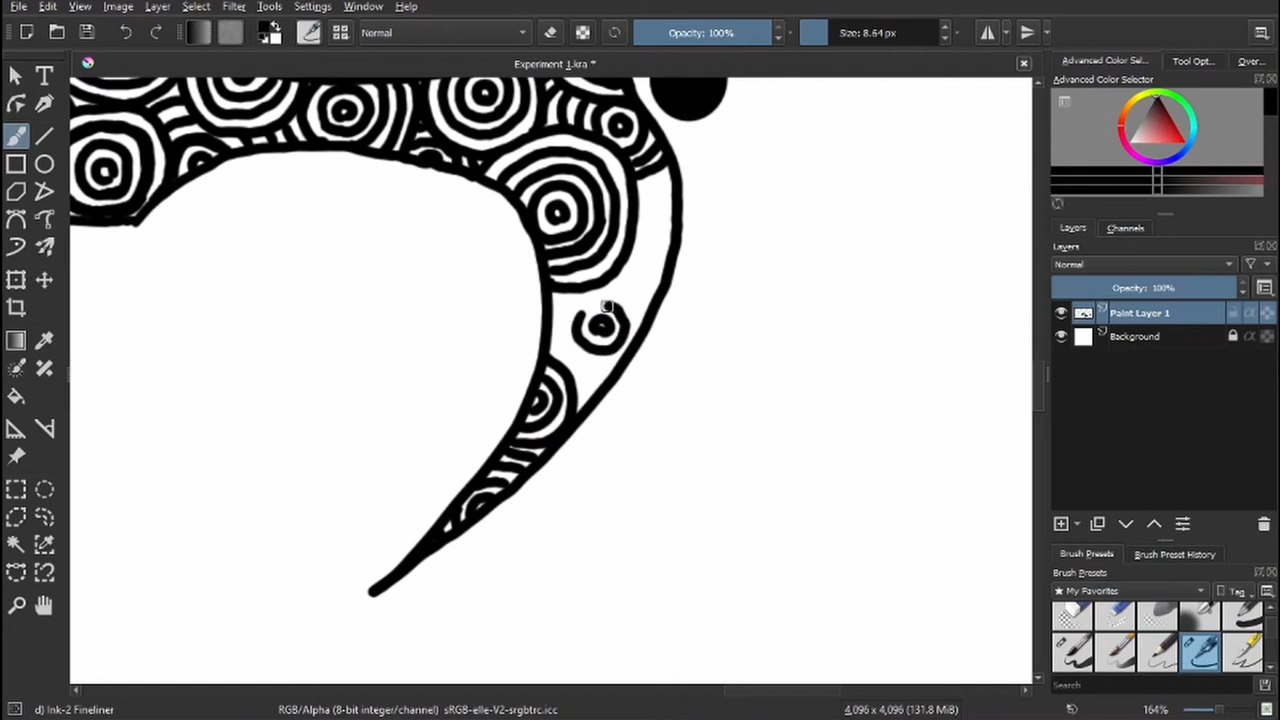 File Edit View Image Layer Select Filter Tools Settings Window Help
Normal Opacity: 100% Size: 8.64 px
Experiment 1.kra *
Advanced Color Sel... Tool Opt... Over...
Advanced Color Selector
Layers Channels
Layers
Normal
Opacity: 100%
Paint Layer 1
Background
Brush Presets Brush Preset History
Brush Presets
★ My Favorites Tag
Search
d) Ink-2 Fineliner RGB/Alpha (8-bit integer/channel) sRGB-elle-V2-srgbtrc.icc 4,096 x 4,096 (131.8 MiB) 164%